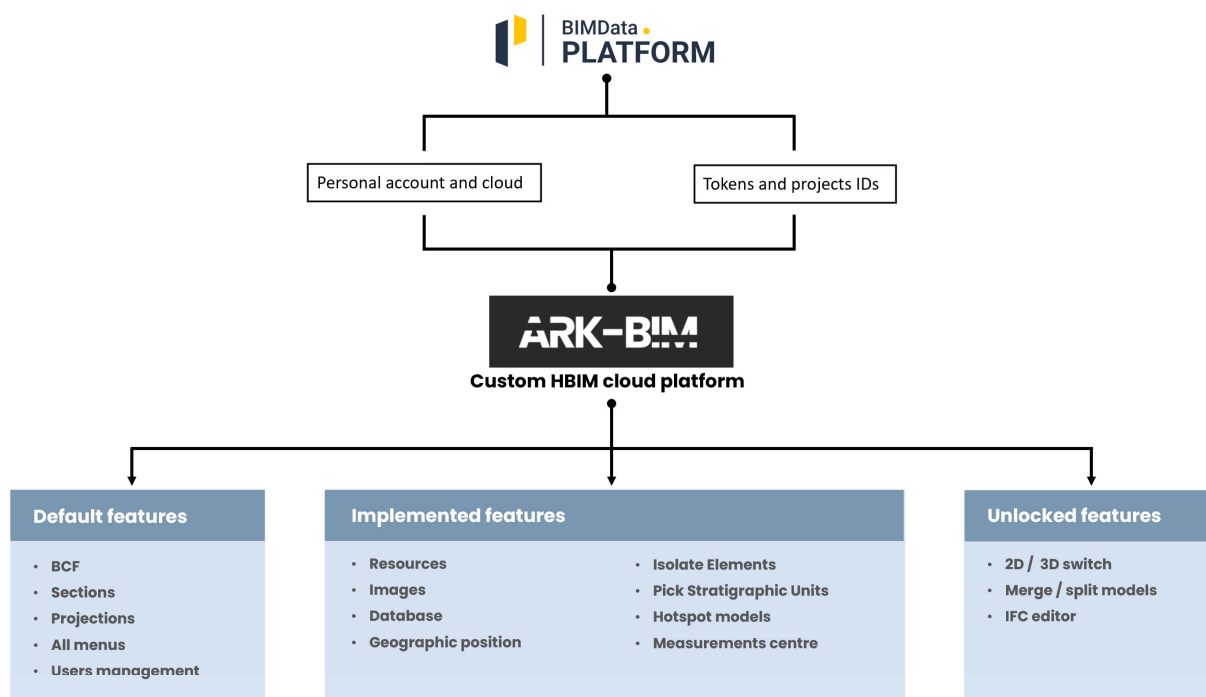 BIMData
PLATFORM
Personal account and cloud
Tokens and projects IDs
ARK-BIM
Custom HBIM cloud platform
Default features
• BCF
• Sections
• Projections
• All menus
• Users management
Implemented features
• Resources
• Images
• Database
• Geographic position
• Isolate Elements
• Pick Stratigraphic Units
• Hotspot models
• Measurements centre
Unlocked features
• 2D / 3D switch
• Merge / split models
• IFC editor